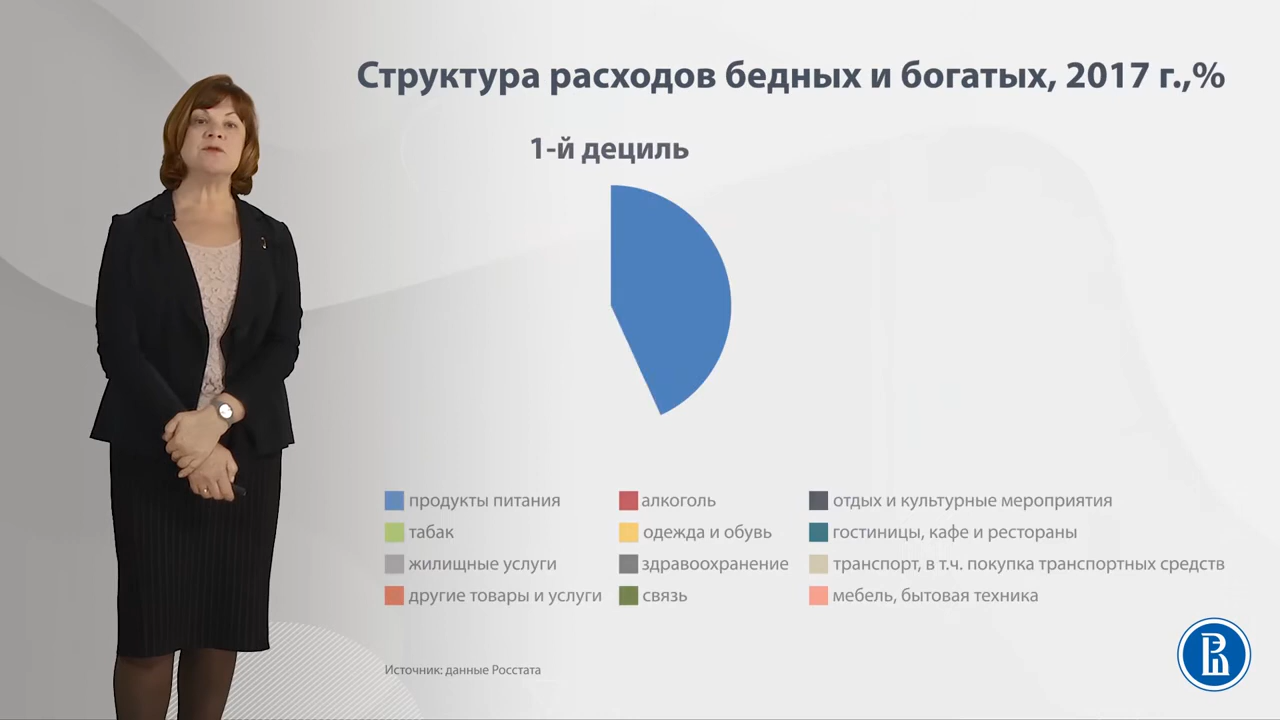 Структура расходов бедных и богатых, 2017 г.,%
1-й дециль
продукты питания
алкоголь
отдых и культурные мероприятия
табак
одежда и обувь
гостиницы, кафе и рестораны
жилищные услуги
здравоохранение
транспорт, в т.ч. покупка транспортных средств
другие товары и услуги
связь
мебель, бытовая техника
Источник: данные Росстата